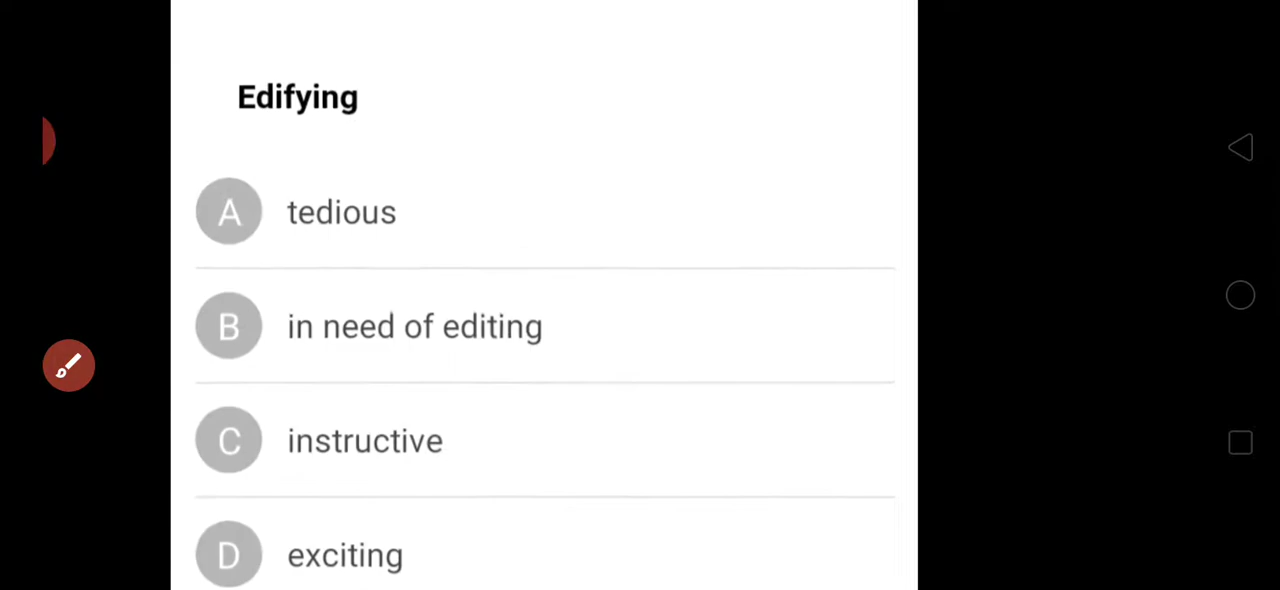 Edifying
A tedious
B in need of editing
C instructive
D exciting